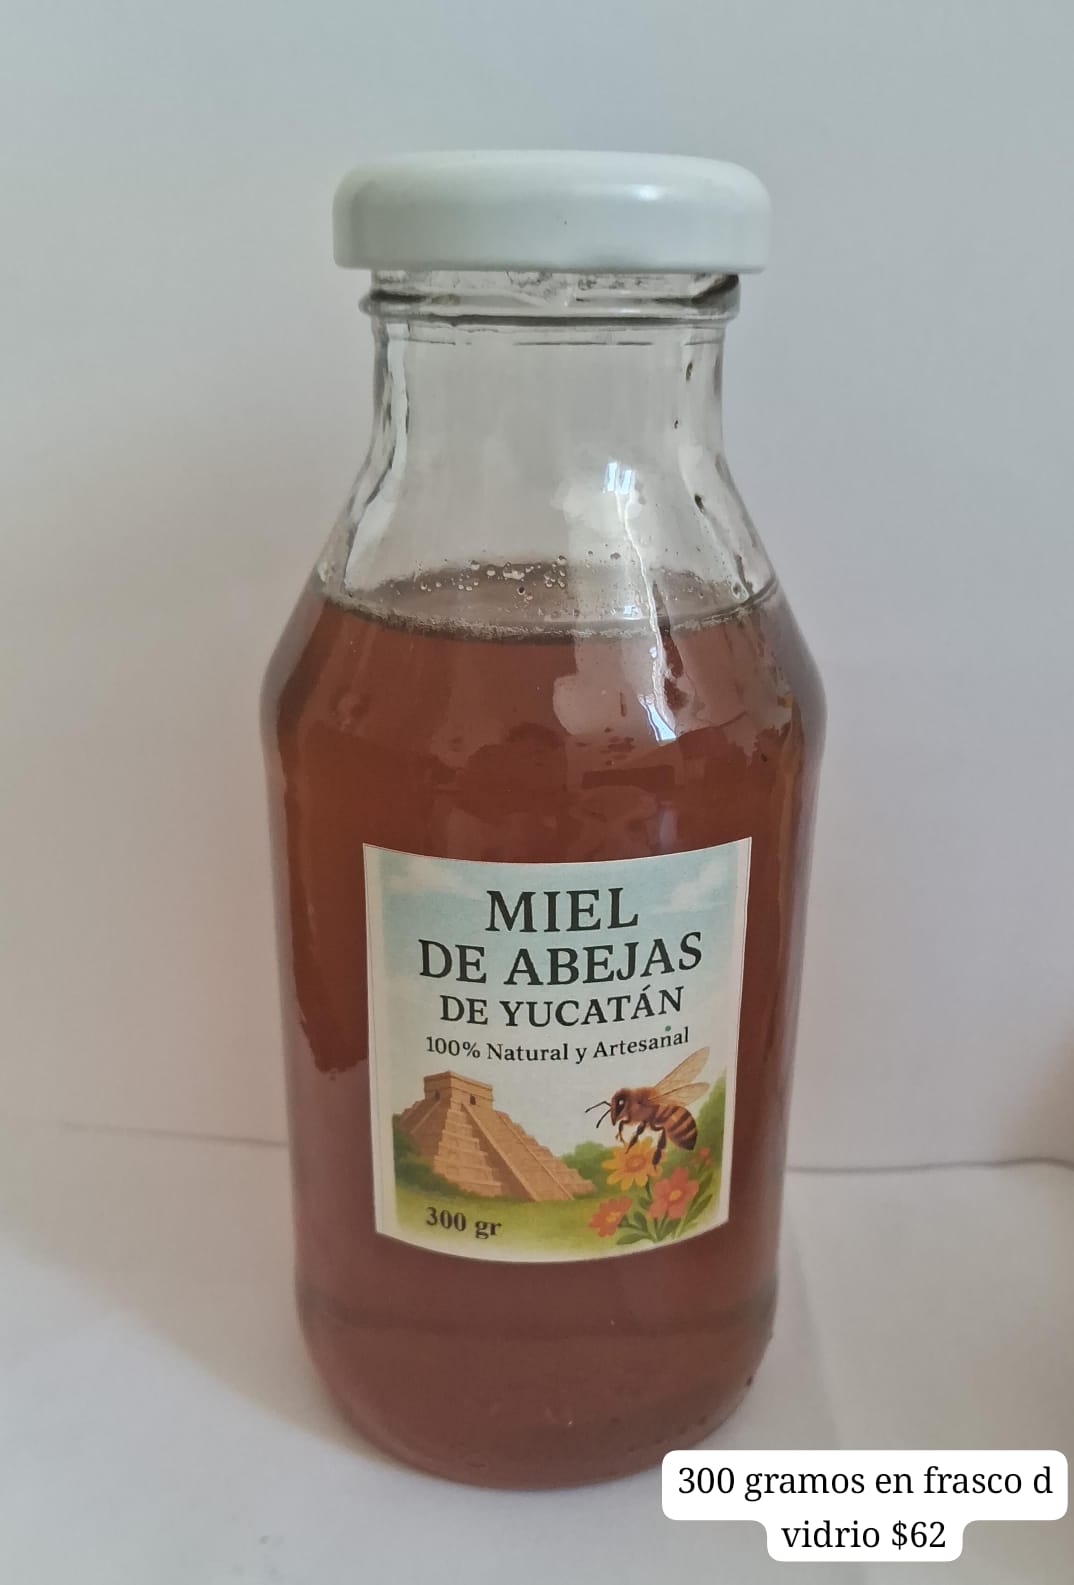 MIEL
DE ABEJAS
DE YUCATÁN
100% Natural y Artesanal
300 gr
300 gramos en frasco d
vidrio $62